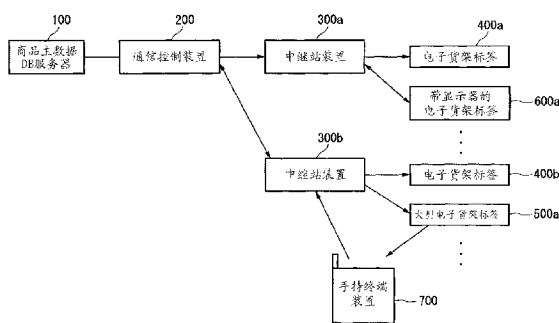 100
商品主数据
DB服务器
200
通信控制装置
300a
中继站装置
400a
电子货架标签
带显示器的
电子货架标签
600a
300b
中继站装置
电子货架标签
400b
大型电子货架标签
500a
手持终端
装置
700